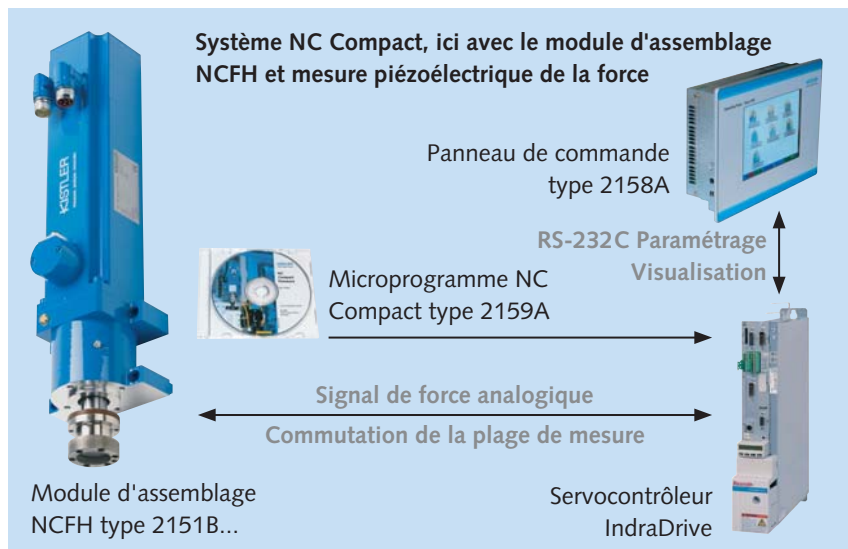 Système NC Compact, ici avec le module d'assemblage
NCFH et mesure piézoélectrique de la force
KISTLER
Panneau de commande
type 2158A
RS-232C Paramétrage
Visualisation
Microprogramme NC
Compact type 2159A
Signal de force analogique
Commutation de la plage de mesure
Module d'assemblage
NCFH type 2151B...
Servocontrôleur
IndraDrive